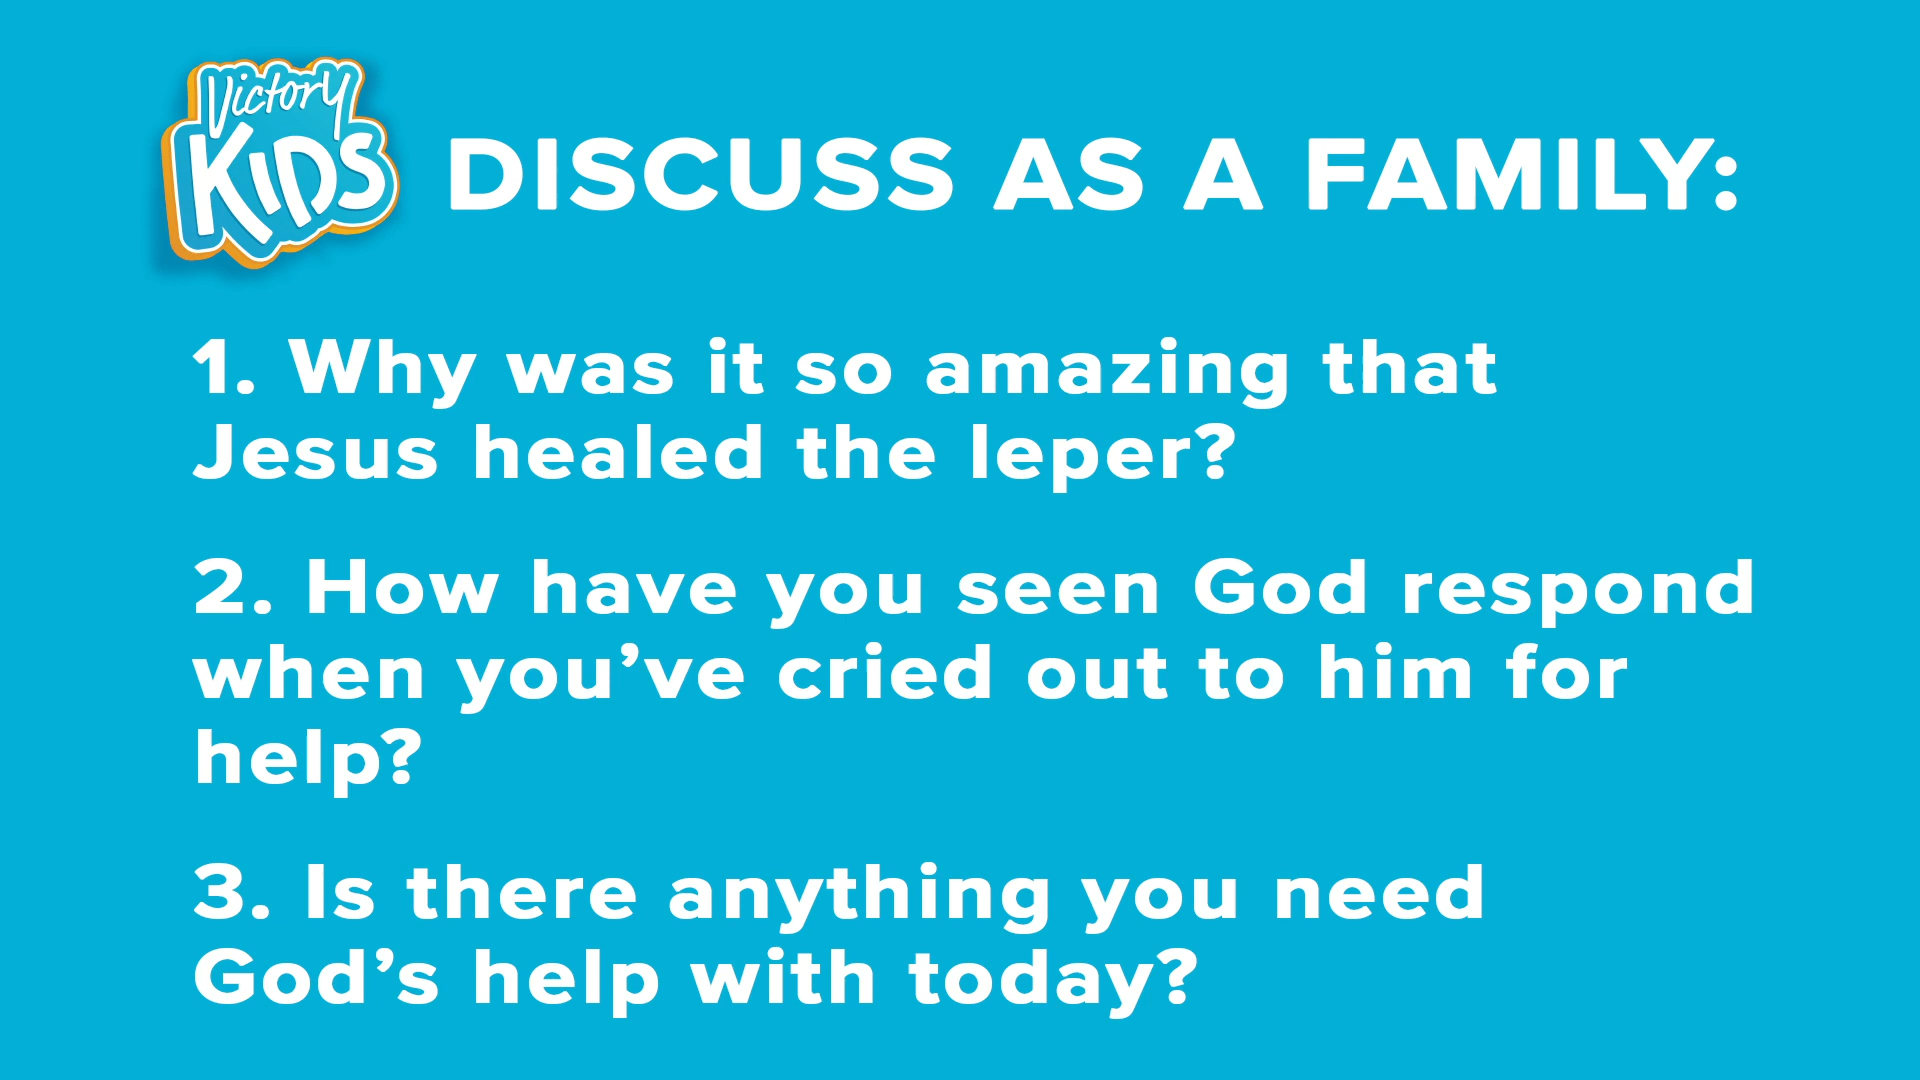 Victory
KIDS
DISCUSS AS A FAMILY:
1. Why was it so amazing that
Jesus healed the leper?
2. How have you seen God respond
when you’ve cried out to him for
help?
3. Is there anything you need
God’s help with today?